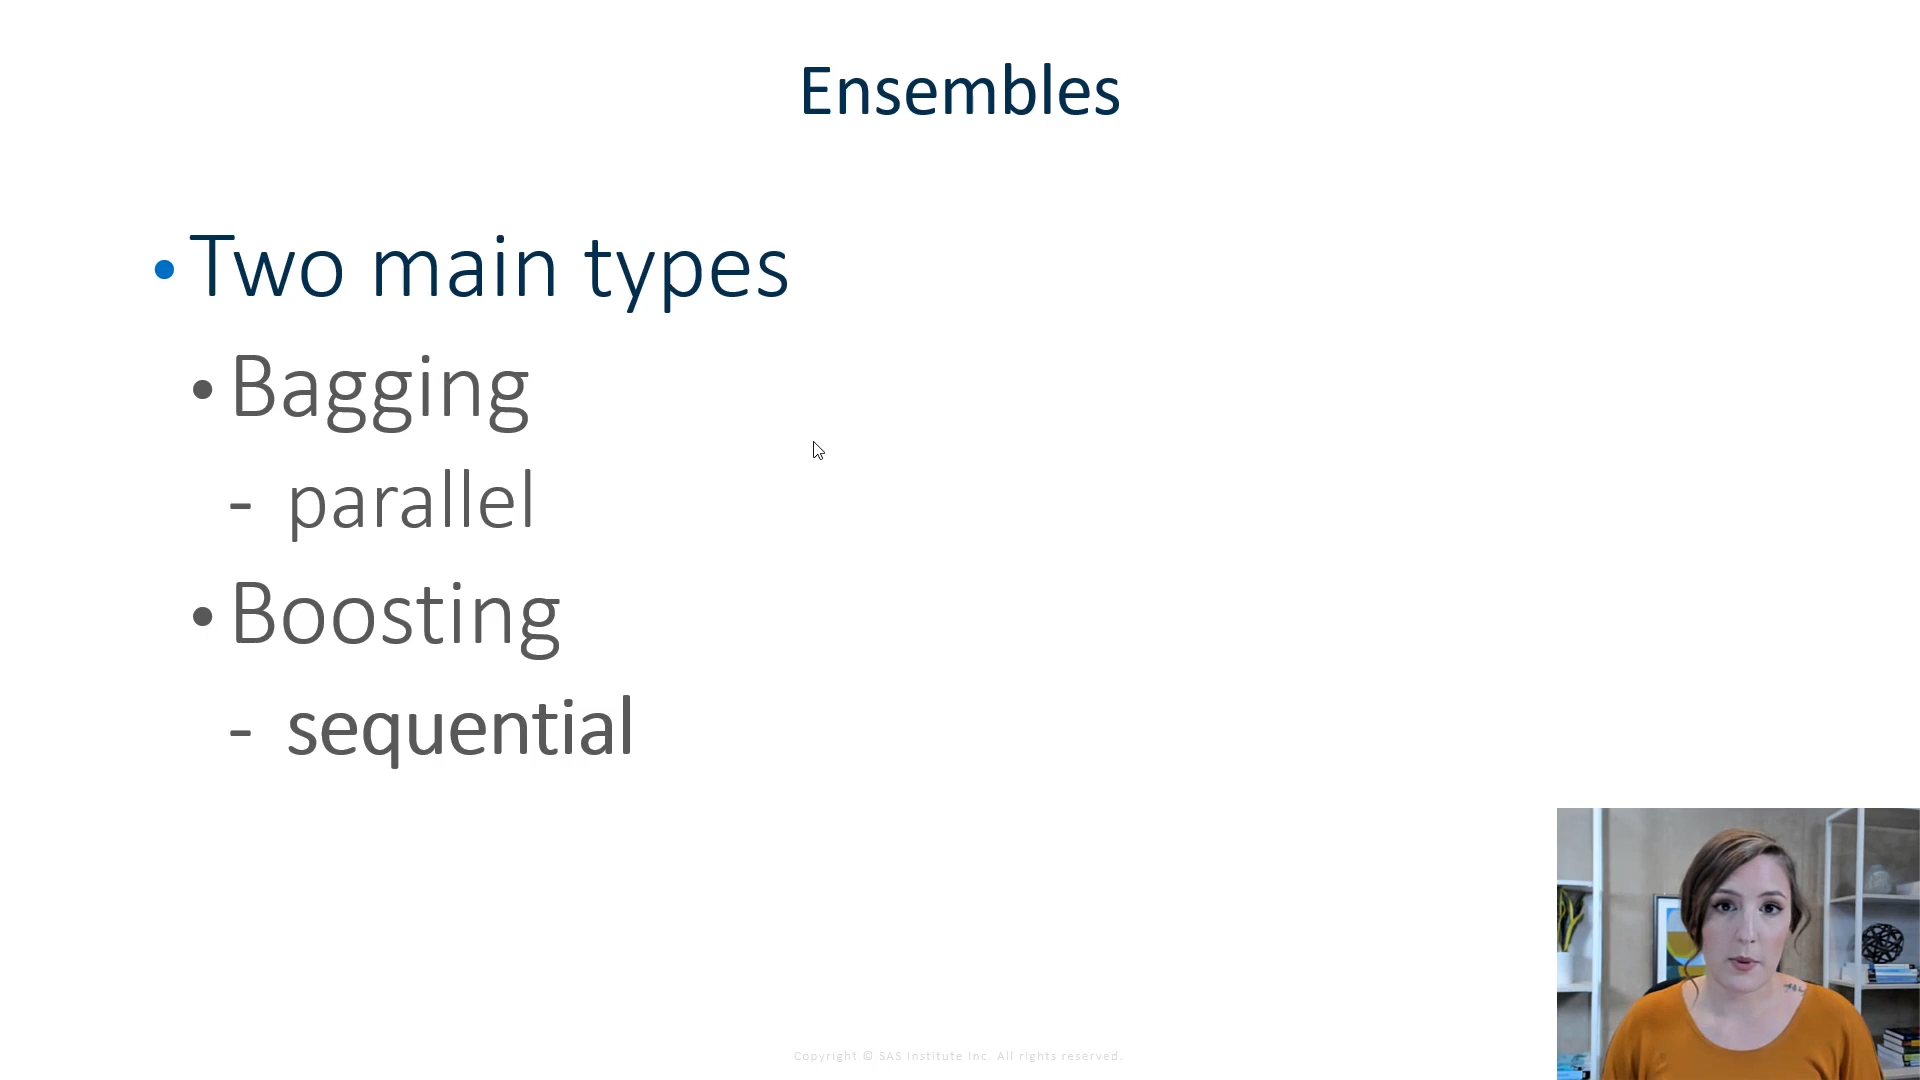 Ensembles
• Two main types
• Bagging
- parallel
• Boosting
- sequential
Copyright © SAS Institute Inc. All rights reserved.